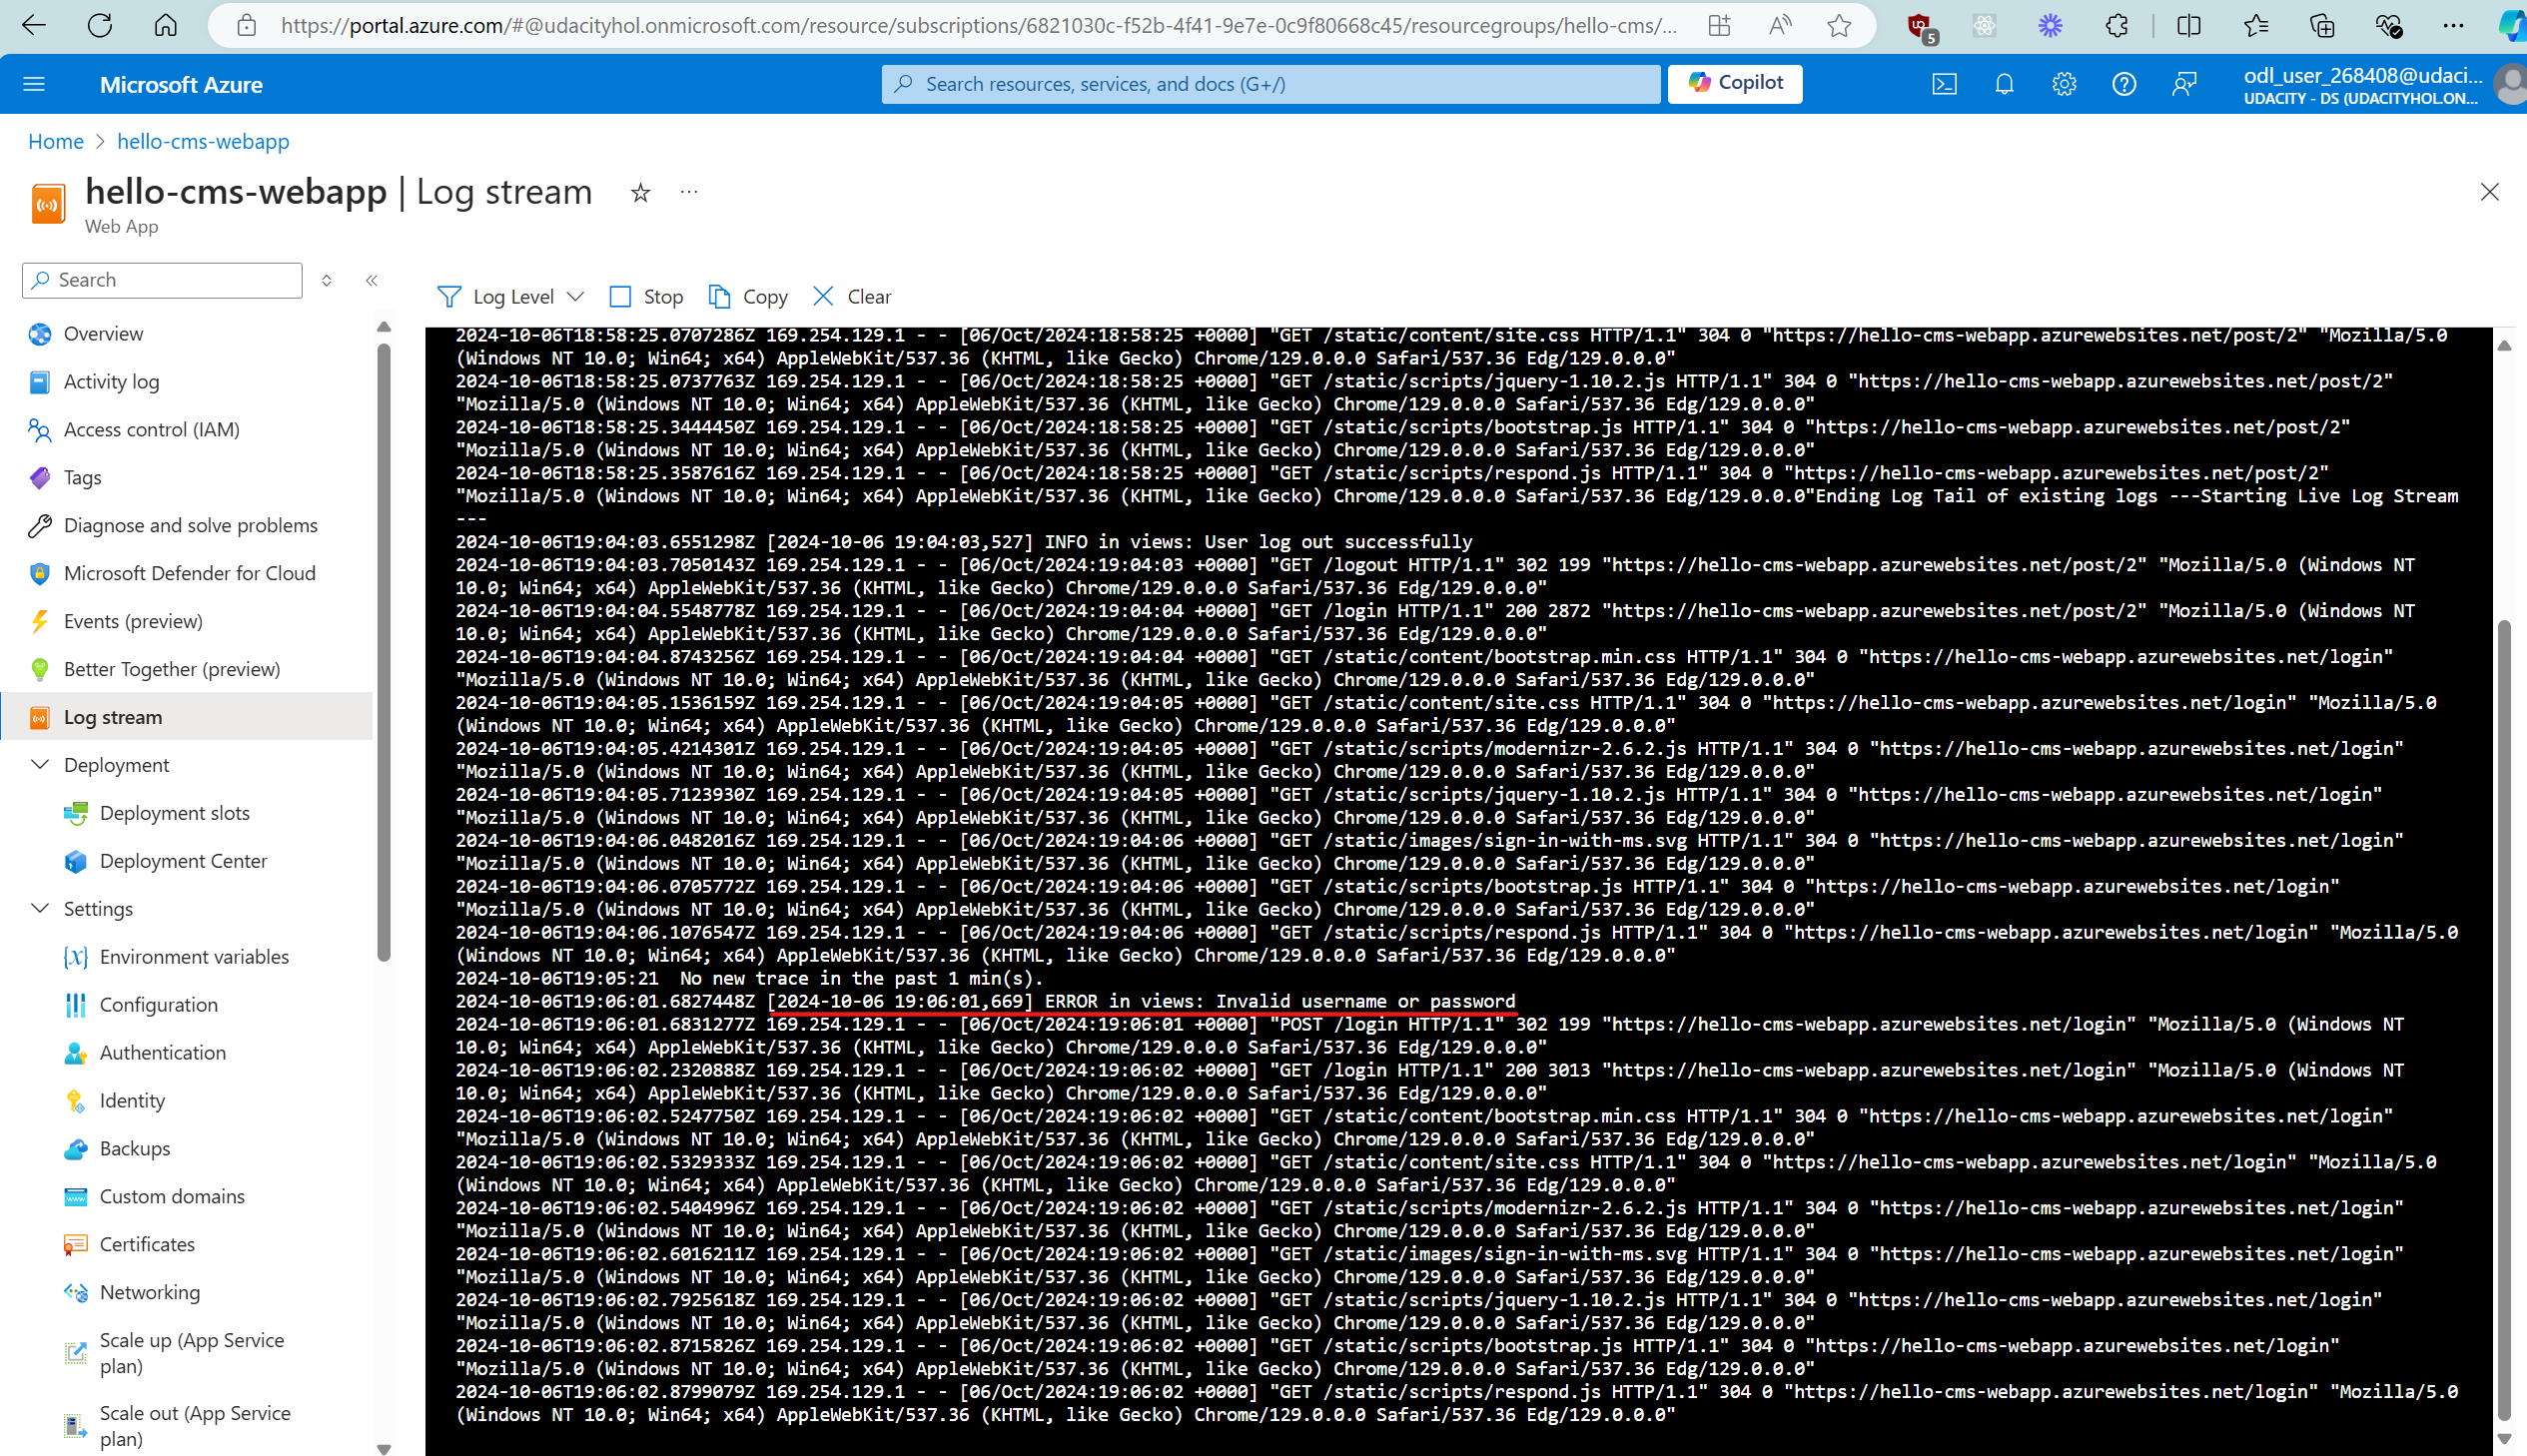 https://portal.azure.com/#@udacityhol.onmicrosoft.com/resource/subscriptions/6821030c-f52b-4f41-9e7e-0c9f80668c45/resourcegroups/hello-cms/...
5
Microsoft Azure
Search resources, services, and docs (G+/)
Copilot
odl_user_268408@udaci...
UDACITY - DS (UDACITYHOL.ON...
Home > hello-cms-webapp
hello-cms-webapp | Log stream
Web App
Search
Log Level
Stop
Copy
Clear
Overview
Activity log
Access control (IAM)
Tags
Diagnose and solve problems
Microsoft Defender for Cloud
Events (preview)
Better Together (preview)
Log stream
Deployment
Deployment slots
Deployment Center
Settings
Environment variables
Configuration
Authentication
Identity
Backups
Custom domains
Certificates
Networking
Scale up (App Service
plan)
Scale out (App Service
plan)
2024-10-06T18:58:25.0707286Z 169.254.129.1 - - [06/Oct/2024:18:58:25 +0000] "GET /static/content/site.css HTTP/1.1" 304 0 "https://hello-cms-webapp.azurewebsites.net/post/2" "Mozilla/5.0
(Windows NT 10.0; Win64; x64) AppleWebKit/537.36 (KHTML, like Gecko) Chrome/129.0.0.0 Safari/537.36 Edg/129.0.0.0"
2024-10-06T18:58:25.0737763Z 169.254.129.1 - - [06/Oct/2024:18:58:25 +0000] "GET /static/scripts/jquery-1.10.2.js HTTP/1.1" 304 0 "https://hello-cms-webapp.azurewebsites.net/post/2"
"Mozilla/5.0 (Windows NT 10.0; Win64; x64) AppleWebKit/537.36 (KHTML, like Gecko) Chrome/129.0.0.0 Safari/537.36 Edg/129.0.0.0"
2024-10-06T18:58:25.3444450Z 169.254.129.1 - - [06/Oct/2024:18:58:25 +0000] "GET /static/scripts/bootstrap.js HTTP/1.1" 304 0 "https://hello-cms-webapp.azurewebsites.net/post/2"
"Mozilla/5.0 (Windows NT 10.0; Win64; x64) AppleWebKit/537.36 (KHTML, like Gecko) Chrome/129.0.0.0 Safari/537.36 Edg/129.0.0.0"
2024-10-06T18:58:25.3587616Z 169.254.129.1 - - [06/Oct/2024:18:58:25 +0000] "GET /static/scripts/respond.js HTTP/1.1" 304 0 "https://hello-cms-webapp.azurewebsites.net/post/2"
"Mozilla/5.0 (Windows NT 10.0; Win64; x64) AppleWebKit/537.36 (KHTML, like Gecko) Chrome/129.0.0.0 Safari/537.36 Edg/129.0.0.0"Ending Log Tail of existing logs ---Starting Live Log Stream
---
2024-10-06T19:04:03.6551298Z [2024-10-06 19:04:03,527] INFO in views: User log out successfully
2024-10-06T19:04:03.7050143Z 169.254.129.1 - - [06/Oct/2024:19:04:03 +0000] "GET /logout HTTP/1.1" 302 199 "https://hello-cms-webapp.azurewebsites.net/post/2" "Mozilla/5.0 (Windows NT
10.0; Win64; x64) AppleWebKit/537.36 (KHTML, like Gecko) Chrome/129.0.0.0 Safari/537.36 Edg/129.0.0.0"
2024-10-06T19:04:04.5548778Z 169.254.129.1 - - [06/Oct/2024:19:04:04 +0000] "GET /login HTTP/1.1" 200 2872 "https://hello-cms-webapp.azurewebsites.net/post/2" "Mozilla/5.0 (Windows NT
10.0; Win64; x64) AppleWebKit/537.36 (KHTML, like Gecko) Chrome/129.0.0.0 Safari/537.36 Edg/129.0.0.0"
2024-10-06T19:04:04.8743256Z 169.254.129.1 - - [06/Oct/2024:19:04:04 +0000] "GET /static/content/bootstrap.min.css HTTP/1.1" 304 0 "https://hello-cms-webapp.azurewebsites.net/login"
"Mozilla/5.0 (Windows NT 10.0; Win64; x64) AppleWebKit/537.36 (KHTML, like Gecko) Chrome/129.0.0.0 Safari/537.36 Edg/129.0.0.0"
2024-10-06T19:04:05.1536159Z 169.254.129.1 - - [06/Oct/2024:19:04:05 +0000] "GET /static/content/site.css HTTP/1.1" 304 0 "https://hello-cms-webapp.azurewebsites.net/login" "Mozilla/5.0
(Windows NT 10.0; Win64; x64) AppleWebKit/537.36 (KHTML, like Gecko) Chrome/129.0.0.0 Safari/537.36 Edg/129.0.0.0"
2024-10-06T19:04:05.4214301Z 169.254.129.1 - - [06/Oct/2024:19:04:05 +0000] "GET /static/scripts/modernizr-2.6.2.js HTTP/1.1" 304 0 "https://hello-cms-webapp.azurewebsites.net/login"
"Mozilla/5.0 (Windows NT 10.0; Win64; x64) AppleWebKit/537.36 (KHTML, like Gecko) Chrome/129.0.0.0 Safari/537.36 Edg/129.0.0.0"
2024-10-06T19:04:05.7123930Z 169.254.129.1 - - [06/Oct/2024:19:04:05 +0000] "GET /static/scripts/jquery-1.10.2.js HTTP/1.1" 304 0 "https://hello-cms-webapp.azurewebsites.net/login"
"Mozilla/5.0 (Windows NT 10.0; Win64; x64) AppleWebKit/537.36 (KHTML, like Gecko) Chrome/129.0.0.0 Safari/537.36 Edg/129.0.0.0"
2024-10-06T19:04:06.0482016Z 169.254.129.1 - - [06/Oct/2024:19:04:06 +0000] "GET /static/images/sign-in-with-ms.svg HTTP/1.1" 304 0 "https://hello-cms-webapp.azurewebsites.net/login"
"Mozilla/5.0 (Windows NT 10.0; Win64; x64) AppleWebKit/537.36 (KHTML, like Gecko) Chrome/129.0.0.0 Safari/537.36 Edg/129.0.0.0"
2024-10-06T19:04:06.0705772Z 169.254.129.1 - - [06/Oct/2024:19:04:06 +0000] "GET /static/scripts/bootstrap.js HTTP/1.1" 304 0 "https://hello-cms-webapp.azurewebsites.net/login"
"Mozilla/5.0 (Windows NT 10.0; Win64; x64) AppleWebKit/537.36 (KHTML, like Gecko) Chrome/129.0.0.0 Safari/537.36 Edg/129.0.0.0"
2024-10-06T19:04:06.1076547Z 169.254.129.1 - - [06/Oct/2024:19:04:06 +0000] "GET /static/scripts/respond.js HTTP/1.1" 304 0 "https://hello-cms-webapp.azurewebsites.net/login" "Mozilla/5.0
(Windows NT 10.0; Win64; x64) AppleWebKit/537.36 (KHTML, like Gecko) Chrome/129.0.0.0 Safari/537.36 Edg/129.0.0.0"
2024-10-06T19:05:21  No new trace in the past 1 min(s).
2024-10-06T19:06:01.6827448Z [2024-10-06 19:06:01,669] ERROR in views: Invalid username or password
2024-10-06T19:06:01.6831277Z 169.254.129.1 - - [06/Oct/2024:19:06:01 +0000] "POST /login HTTP/1.1" 302 199 "https://hello-cms-webapp.azurewebsites.net/login" "Mozilla/5.0 (Windows NT
10.0; Win64; x64) AppleWebKit/537.36 (KHTML, like Gecko) Chrome/129.0.0.0 Safari/537.36 Edg/129.0.0.0"
2024-10-06T19:06:02.2320888Z 169.254.129.1 - - [06/Oct/2024:19:06:02 +0000] "GET /login HTTP/1.1" 200 3013 "https://hello-cms-webapp.azurewebsites.net/login" "Mozilla/5.0 (Windows NT
10.0; Win64; x64) AppleWebKit/537.36 (KHTML, like Gecko) Chrome/129.0.0.0 Safari/537.36 Edg/129.0.0.0"
2024-10-06T19:06:02.5247750Z 169.254.129.1 - - [06/Oct/2024:19:06:02 +0000] "GET /static/content/bootstrap.min.css HTTP/1.1" 304 0 "https://hello-cms-webapp.azurewebsites.net/login"
"Mozilla/5.0 (Windows NT 10.0; Win64; x64) AppleWebKit/537.36 (KHTML, like Gecko) Chrome/129.0.0.0 Safari/537.36 Edg/129.0.0.0"
2024-10-06T19:06:02.5329333Z 169.254.129.1 - - [06/Oct/2024:19:06:02 +0000] "GET /static/content/site.css HTTP/1.1" 304 0 "https://hello-cms-webapp.azurewebsites.net/login" "Mozilla/5.0
(Windows NT 10.0; Win64; x64) AppleWebKit/537.36 (KHTML, like Gecko) Chrome/129.0.0.0 Safari/537.36 Edg/129.0.0.0"
2024-10-06T19:06:02.5404996Z 169.254.129.1 - - [06/Oct/2024:19:06:02 +0000] "GET /static/scripts/modernizr-2.6.2.js HTTP/1.1" 304 0 "https://hello-cms-webapp.azurewebsites.net/login"
"Mozilla/5.0 (Windows NT 10.0; Win64; x64) AppleWebKit/537.36 (KHTML, like Gecko) Chrome/129.0.0.0 Safari/537.36 Edg/129.0.0.0"
2024-10-06T19:06:02.6016211Z 169.254.129.1 - - [06/Oct/2024:19:06:02 +0000] "GET /static/images/sign-in-with-ms.svg HTTP/1.1" 304 0 "https://hello-cms-webapp.azurewebsites.net/login"
"Mozilla/5.0 (Windows NT 10.0; Win64; x64) AppleWebKit/537.36 (KHTML, like Gecko) Chrome/129.0.0.0 Safari/537.36 Edg/129.0.0.0"
2024-10-06T19:06:02.7925618Z 169.254.129.1 - - [06/Oct/2024:19:06:02 +0000] "GET /static/scripts/jquery-1.10.2.js HTTP/1.1" 304 0 "https://hello-cms-webapp.azurewebsites.net/login"
"Mozilla/5.0 (Windows NT 10.0; Win64; x64) AppleWebKit/537.36 (KHTML, like Gecko) Chrome/129.0.0.0 Safari/537.36 Edg/129.0.0.0"
2024-10-06T19:06:02.8715826Z 169.254.129.1 - - [06/Oct/2024:19:06:02 +0000] "GET /static/scripts/bootstrap.js HTTP/1.1" 304 0 "https://hello-cms-webapp.azurewebsites.net/login"
"Mozilla/5.0 (Windows NT 10.0; Win64; x64) AppleWebKit/537.36 (KHTML, like Gecko) Chrome/129.0.0.0 Safari/537.36 Edg/129.0.0.0"
2024-10-06T19:06:02.8799079Z 169.254.129.1 - - [06/Oct/2024:19:06:02 +0000] "GET /static/scripts/respond.js HTTP/1.1" 304 0 "https://hello-cms-webapp.azurewebsites.net/login" "Mozilla/5.0
(Windows NT 10.0; Win64; x64) AppleWebKit/537.36 (KHTML, like Gecko) Chrome/129.0.0.0 Safari/537.36 Edg/129.0.0.0"